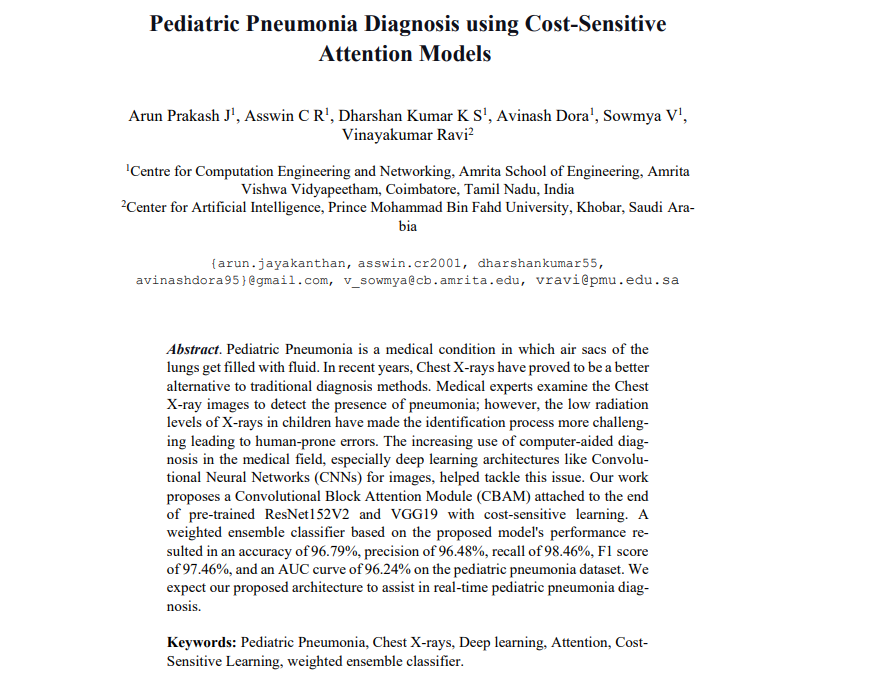 Pediatric Pneumonia Diagnosis using Cost-Sensitive
Attention Models
Arun Prakash J1, Asswin C R1, Dharshan Kumar K S1, Avinash Dora1, Sowmya V1,
Vinayakumar Ravi2
1Centre for Computation Engineering and Networking, Amrita School of Engineering, Amrita
Vishwa Vidyapeetham, Coimbatore, Tamil Nadu, India
2Center for Artificial Intelligence, Prince Mohammad Bin Fahd University, Khobar, Saudi Ara-
bia
{arun.jayakanthan, asswin.cr2001, dharshankumar55,
avinashdora95}@gmail.com, v_sowmya@cb.amrita.edu, vravi@pmu.edu.sa
Abstract. Pediatric Pneumonia is a medical condition in which air sacs of the
lungs get filled with fluid. In recent years, Chest X-rays have proved to be a better
alternative to traditional diagnosis methods. Medical experts examine the Chest
X-ray images to detect the presence of pneumonia; however, the low radiation
levels of X-rays in children have made the identification process more challeng-
ing leading to human-prone errors. The increasing use of computer-aided diag-
nosis in the medical field, especially deep learning architectures like Convolu-
tional Neural Networks (CNNs) for images, helped tackle this issue. Our work
proposes a Convolutional Block Attention Module (CBAM) attached to the end
of pre-trained ResNet152V2 and VGG19 with cost-sensitive learning. A
weighted ensemble classifier based on the proposed model's performance re-
sulted in an accuracy of 96.79%, precision of 96.48%, recall of 98.46%, F1 score
of 97.46%, and an AUC curve of 96.24% on the pediatric pneumonia dataset. We
expect our proposed architecture to assist in real-time pediatric pneumonia diag-
nosis.
Keywords: Pediatric Pneumonia, Chest X-rays, Deep learning, Attention, Cost-
Sensitive Learning, weighted ensemble classifier.